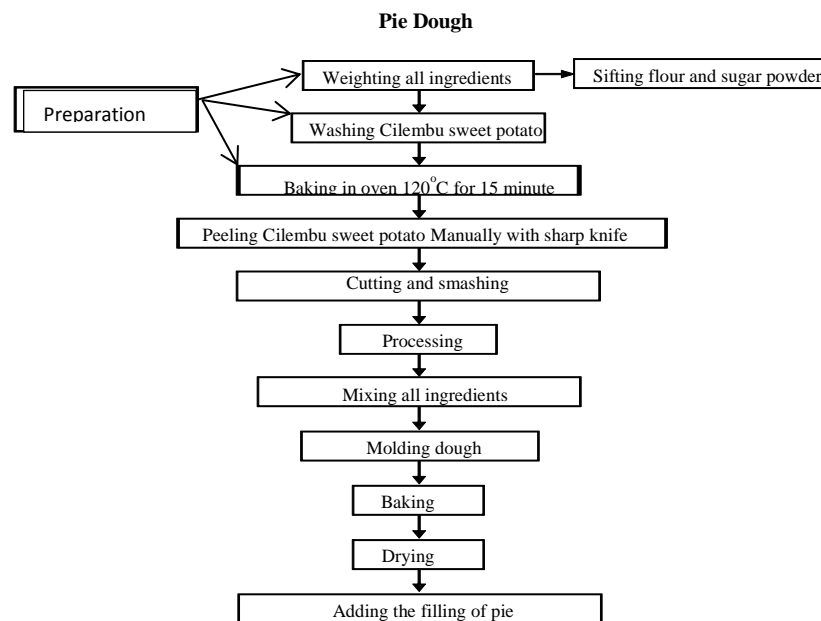 Pie Dough
Weighting all ingredients
Sifting flour and sugar powder
Preparation
Washing Cilembu sweet potato
Baking in oven 120°C for 15 minute
Peeling Cilembu sweet potato Manually with sharp knife
Cutting and smashing
Processing
Mixing all ingredients
Molding dough
Baking
Drying
Adding the filling of pie